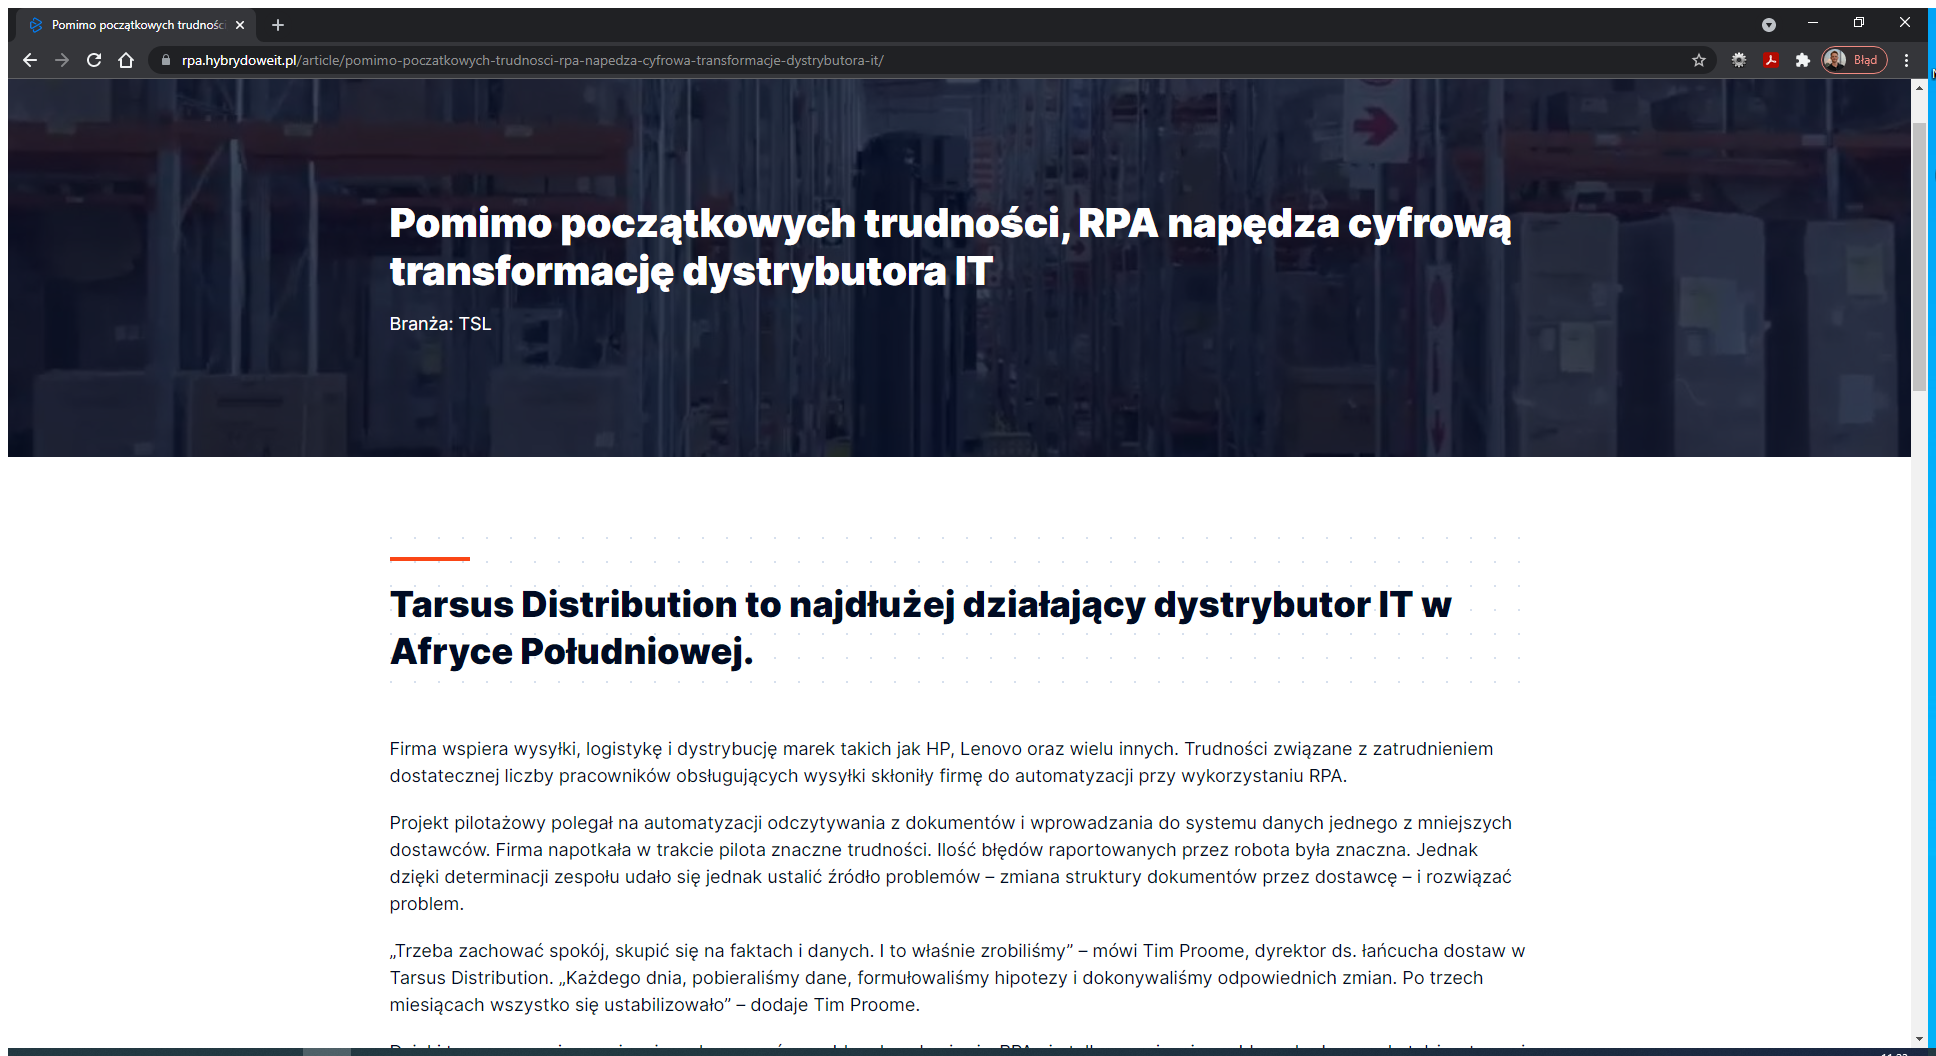 Pomimo początkowych trudnośc
rpa.hybrydoweit.pl/article/pomimo-poczatkowych-trudnosci-rpa-napedza-cyfrowa-transformacje-dystrybutora-it/
Błąd
Pomimo początkowych trudności, RPA napędza cyfrową
transformację dystrybutora IT
Branża: TSL
Tarsus Distribution to najdłużej działający dystrybutor IT w
Afryce Południowej.
Firma wspiera wysyłki, logistykę i dystrybucję marek takich jak HP, Lenovo oraz wielu innych. Trudności związane z zatrudnieniem
dostatecznej liczby pracowników obsługujących wysyłki skłoniły firmę do automatyzacji przy wykorzystaniu RPA.
Projekt pilotażowy polegał na automatyzacji odczytywania z dokumentów i wprowadzania do systemu danych jednego z mniejszych
dostawców. Firma napotkała w trakcie pilota znaczne trudności. Ilość błędów raportowanych przez robota była znaczna. Jednak
dzięki determinacji zespołu udało się jednak ustalić źródło problemów – zmiana struktury dokumentów przez dostawcę – i rozwiązać
problem.
„Trzeba zachować spokój, skupić się na faktach i danych. I to właśnie zrobiliśmy” – mówi Tim Proome, dyrektor ds. łańcucha dostaw w
Tarsus Distribution. „Każdego dnia, pobieraliśmy dane, formułowaliśmy hipotezy i dokonywaliśmy odpowiednich zmian. Po trzech
miesiącach wszystko się ustabilizowało” – dodaje Tim Proome.